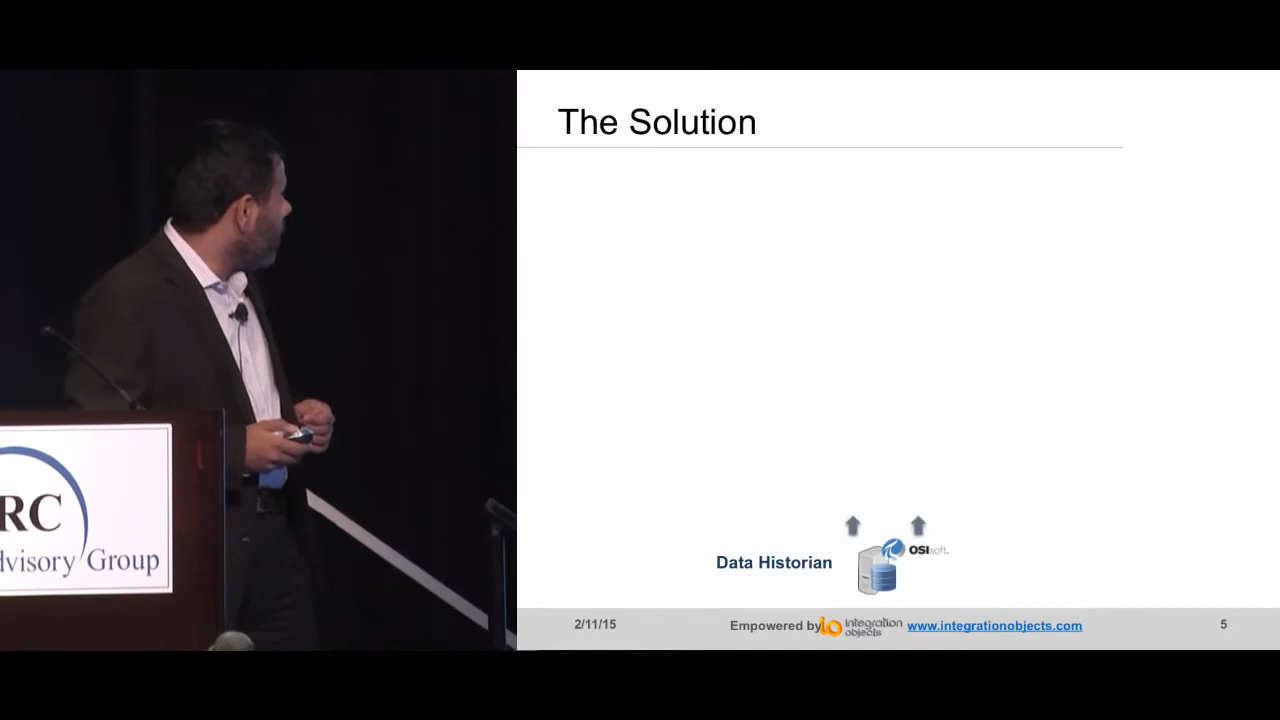 The Solution
Data Historian
OSIsoft.
RC
dvisory Group
2/11/15
Empowered by
integration
objects
www.integrationobjects.com
5